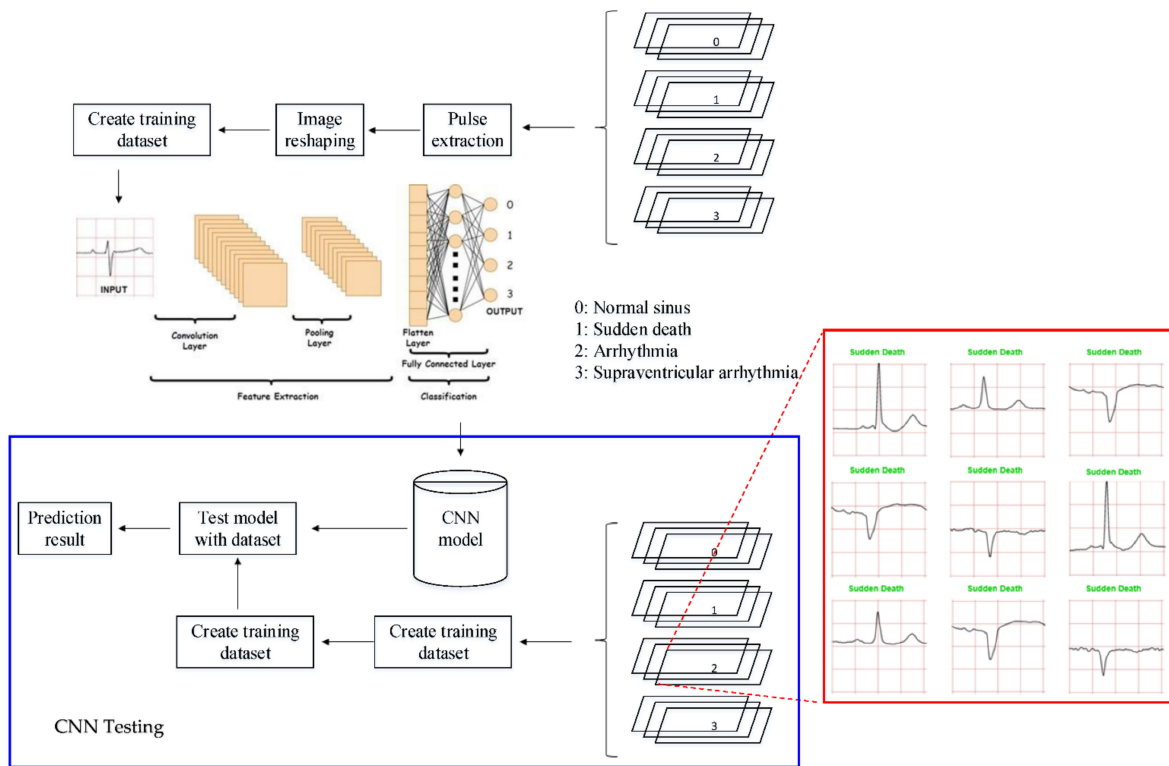 0
1
2
3
Create training
dataset
Image
reshaping
Pulse
extraction
INPUT
0
1
2
3
OUTPUT
Convolution
Layer
Pooling
Layer
Flatten
Layer
Fully Connected Layer
Feature Extraction
Classification
0: Normal sinus
1: Sudden death
2: Arrhythmia
3: Supraventricular arrhythmia
Prediction
result
Test model
with dataset
CNN
model
Create training
dataset
Create training
dataset
0
1
2
3
CNN Testing
Sudden Death
Sudden Death
Sudden Death
Sudden Death
Sudden Death
Sudden Death
Sudden Death
Sudden Death
Sudden Death